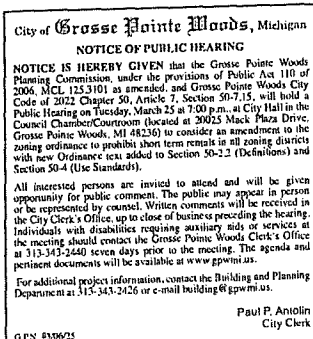 City of Grosse Pointe Woods, Michigan
NOTICE OF PUBLIC HEARING
NOTICE IS HEREBY GIVEN that the Grosse Pointe Woods
Planning Commission, under the provisions of Public Act 110 of
2006, MCL 125.3101 as amended, and Grosse Pointe Woods City
Code of 2022 Chapter 50, Article 7, Section 50-7.15, will hold a
Public Hearing on Tuesday, March 25 at 7:00 p.m., at City Hall in the
Council Chamber/Courtroom (located at 20025 Mack Plaza Drive,
Grosse Pointe Woods, MI 48236) to consider an amendment to the
zoning ordinance to prohibit short term rentals in all zoning districts
with new Ordinance text added to Section 50-2.2 (Definitions) and
Section 50-4 (Use Standards).
All interested persons are invited to attend and will be given
opportunity for public comment. The public may appear in person
or be represented by counsel. Written comments will be received in
the City Clerk's Office, up to close of business preceding the hearing.
Individuals with disabilities requiring auxiliary aids or services at
the meeting should contact the Grosse Pointe Woods Clerk's Office
at 313-343-2440 seven days prior to the meeting. The agenda and
pertinent documents will be available at www.gpwmi.us.
For additional project information, contact the Building and Planning
Department at 313-343-2426 or e-mail building@gpwmi.us.
Paul P. Antolin
City Clerk
G.P.N. 03/06/25